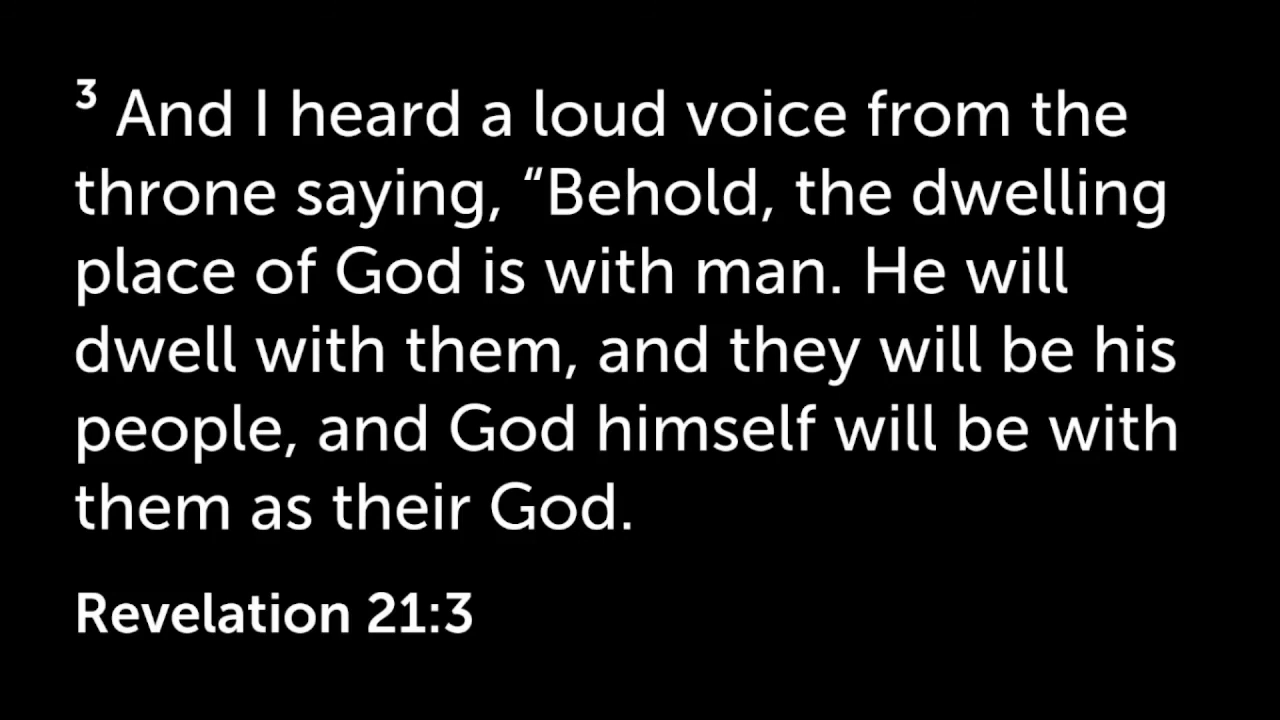 ³ And I heard a loud voice from the
throne saying, “Behold, the dwelling
place of God is with man. He will
dwell with them, and they will be his
people, and God himself will be with
them as their God.
Revelation 21:3